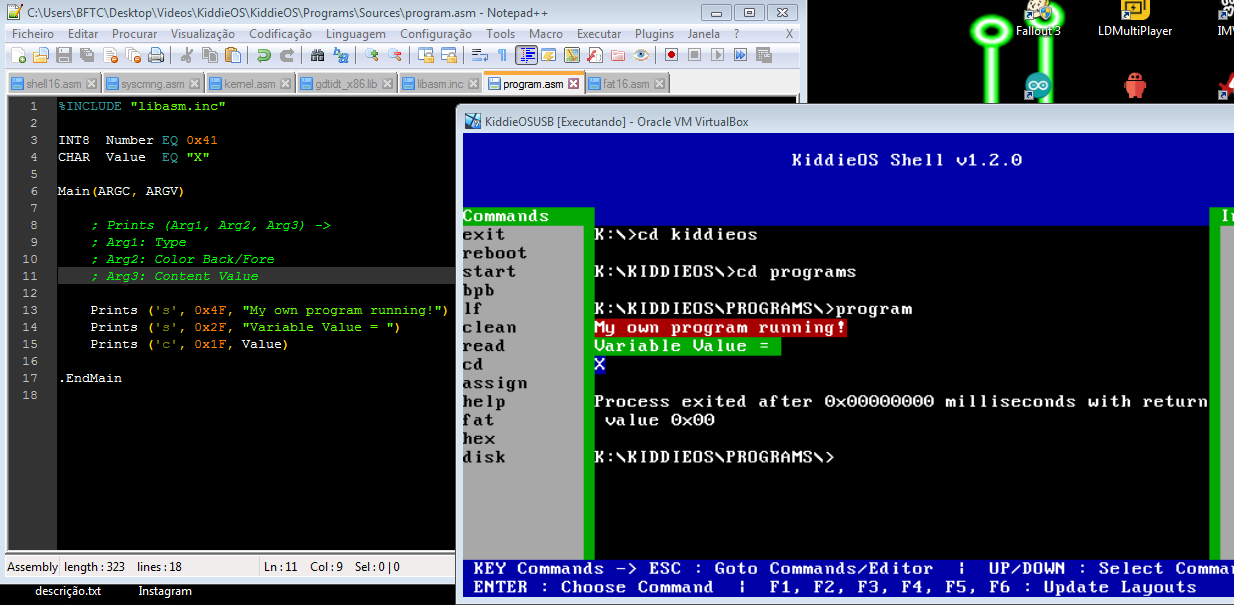 C:\Users\BFTC\Desktop\Videos\KiddieOS\KiddieOS\Programs\Sources\program.asm - Notepad++
Ficheiro Editar Procurar Visualização Codificação Linguagem Configuração Tools Macro Executar Plugins Janela ? X
shell16.asm syscmng.asm kernel.asm gdtidt_x86.lib libasm.inc program.asm fat16.asm
1 %INCLUDE "libasm.inc"
2
3 INT8 Number EQ 0x41
4 CHAR Value EQ "X"
5
6 Main(ARGC, ARGV)
7
8 ; Prints (Arg1, Arg2, Arg3) ->
9 ; Arg1: Type
10 ; Arg2: Color Back/Fore
11 ; Arg3: Content Value
12
13 Prints ('s', 0x4F, "My own program running!")
14 Prints ('s', 0x2F, "Variable Value = ")
15 Prints ('c', 0x1F, Value)
16
17 .EndMain
18
Assembly length : 323 lines : 18 Ln : 11 Col : 9 Sel : 0 | 0
descrição.txt Instagram
Fallout 3 LDMultiPlayer
KiddieOSUSB [Executando] - Oracle VM VirtualBox
KiddieOS Shell v1.2.0
Commands
exit
reboot
start
bpb
lf
clean
read
cd
assign
help
fat
hex
disk
K:\>cd kiddieos
K:\KIDDIEOS\>cd programs
K:\KIDDIEOS\PROGRAMS\>program
My own program running!
Variable Value =
X
Process exited after 0x00000000 milliseconds with return
value 0x00
K:\KIDDIEOS\PROGRAMS\>
KEY Commands -> ESC : Goto Commands/Editor | UP/DOWN : Select Comma
ENTER : Choose Command | F1, F2, F3, F4, F5, F6 : Update Layouts